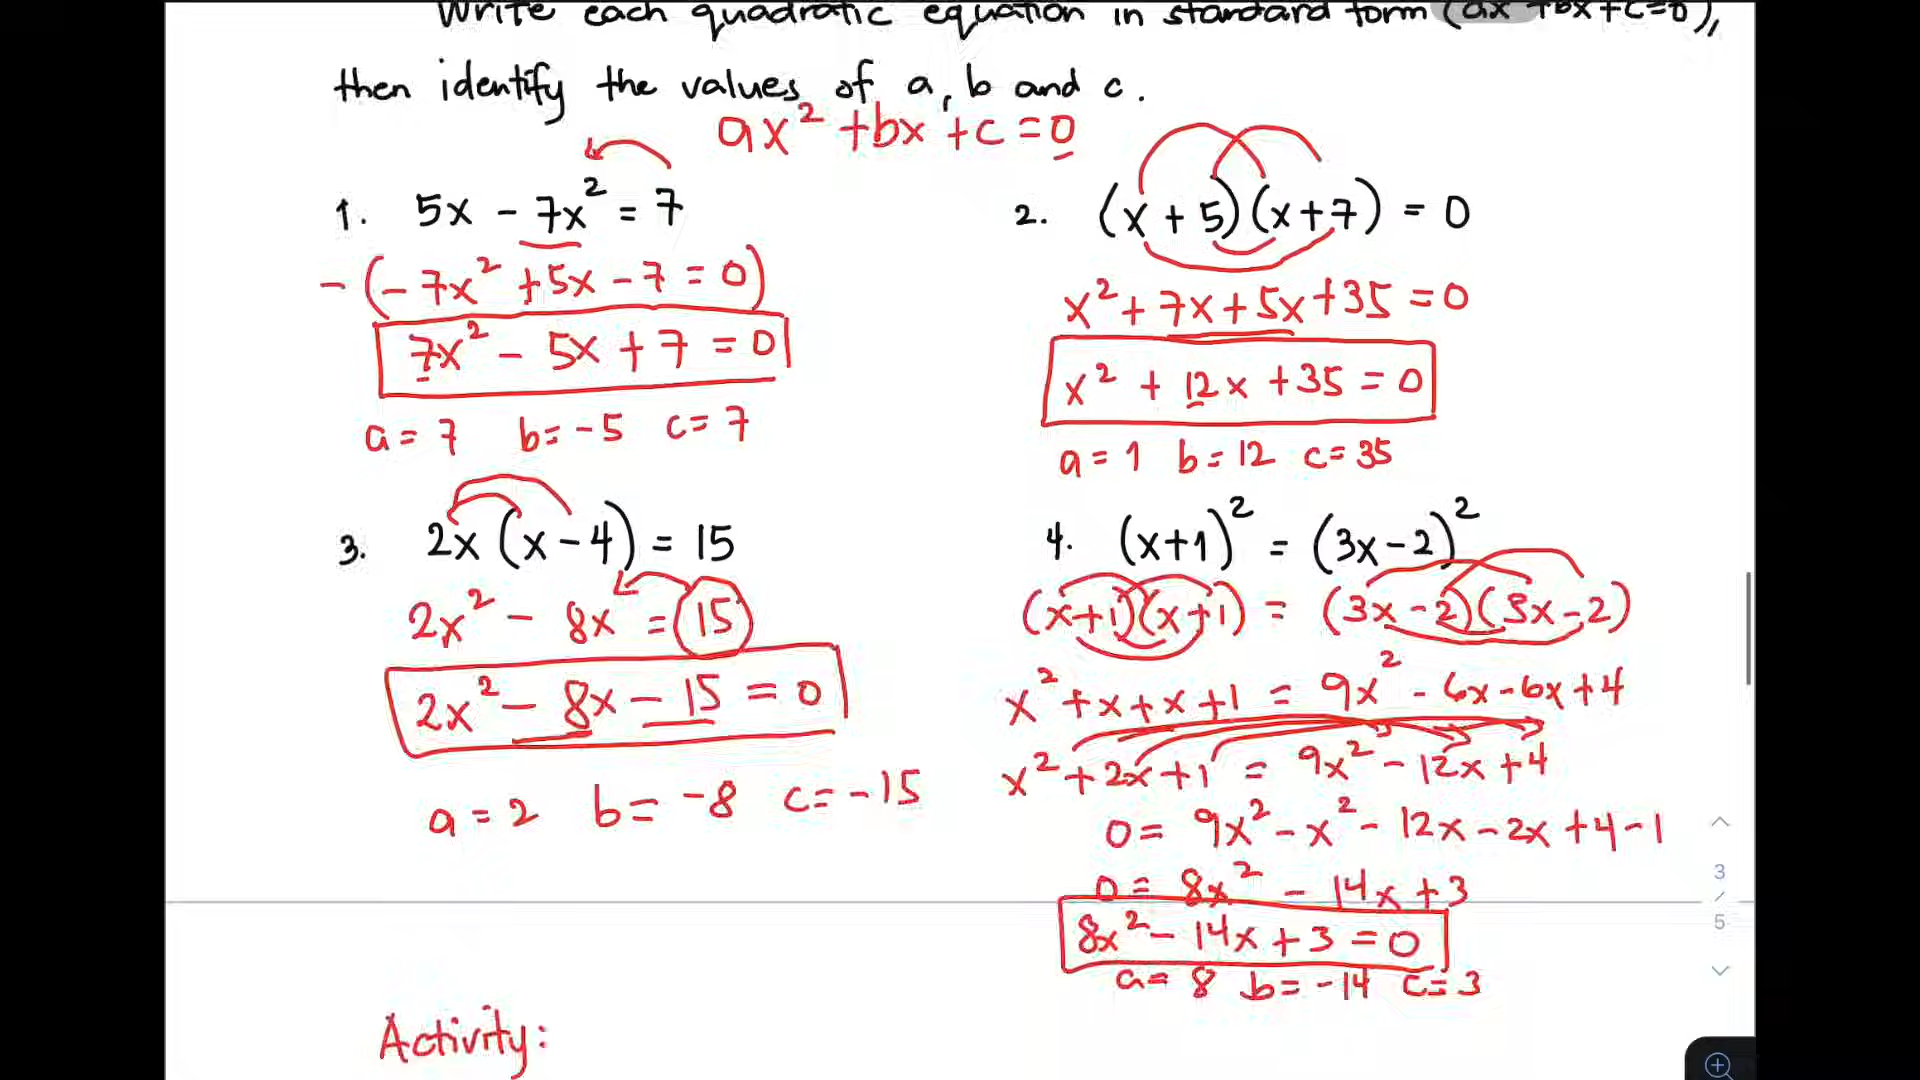 Write each quadratic equation in standard form (ax²+bx+c=0),
then identify the values of a, b and c.
ax² + bx + c = 0
1. 5x - 7x² = 7
-(-7x² + 5x - 7 = 0)
7x² - 5x + 7 = 0
a = 7 b = -5 c = 7
2. (x + 5)(x + 7) = 0
x² + 7x + 5x + 35 = 0
x² + 12x + 35 = 0
a = 1 b = 12 c = 35
3. 2x (x - 4) = 15
2x² - 8x = 15
2x² - 8x - 15 = 0
a = 2 b = -8 c = -15
4. (x+1)² = (3x-2)²
(x+1)(x+1) = (3x-2)(3x-2)
x² + x + x + 1 = 9x² - 6x - 6x + 4
x² + 2x + 1 = 9x² - 12x + 4
0 = 9x² - x² - 12x - 2x + 4 - 1
0 = 8x² - 14x + 3
8x² - 14x + 3 = 0
a = 8 b = -14 c = 3
Activity:
3
/
5